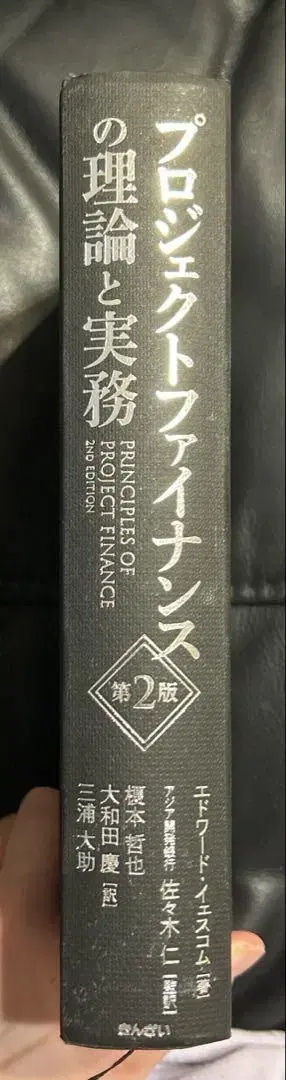 プロジェクトファイナンス
の理論と実務
PRINCIPLES OF
PROJECT FINANCE
2ND EDITION
第2版
エドワード・イェスコム[著]
アジア開発銀行 佐々木 仁[監訳]
榎本 哲也
大和田 慶[訳]
三浦 大助
きんざい